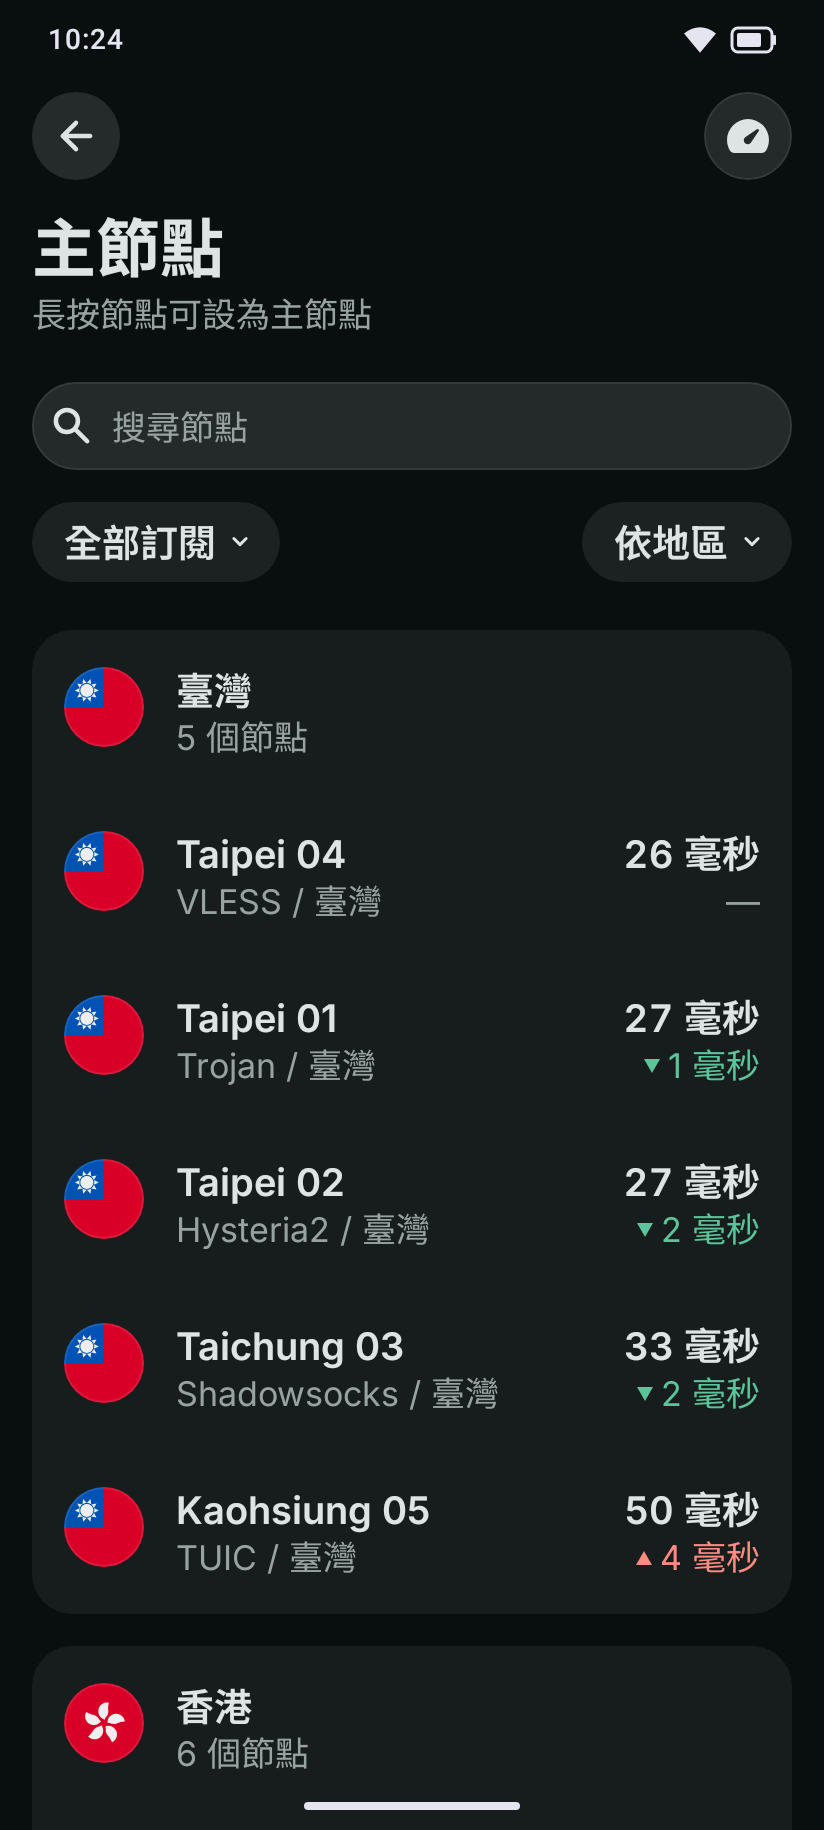 10:24
主節點
長按節點可設為主節點
搜尋節點
全部訂閱
依地區
臺灣
5 個節點
Taipei 04
26 毫秒
VLESS / 臺灣
—
Taipei 01
27 毫秒
Trojan / 臺灣
▼1 毫秒
Taipei 02
27 毫秒
Hysteria2 / 臺灣
▼2 毫秒
Taichung 03
33 毫秒
Shadowsocks / 臺灣
▼2 毫秒
Kaohsiung 05
50 毫秒
TUIC / 臺灣
▲4 毫秒
香港
6 個節點